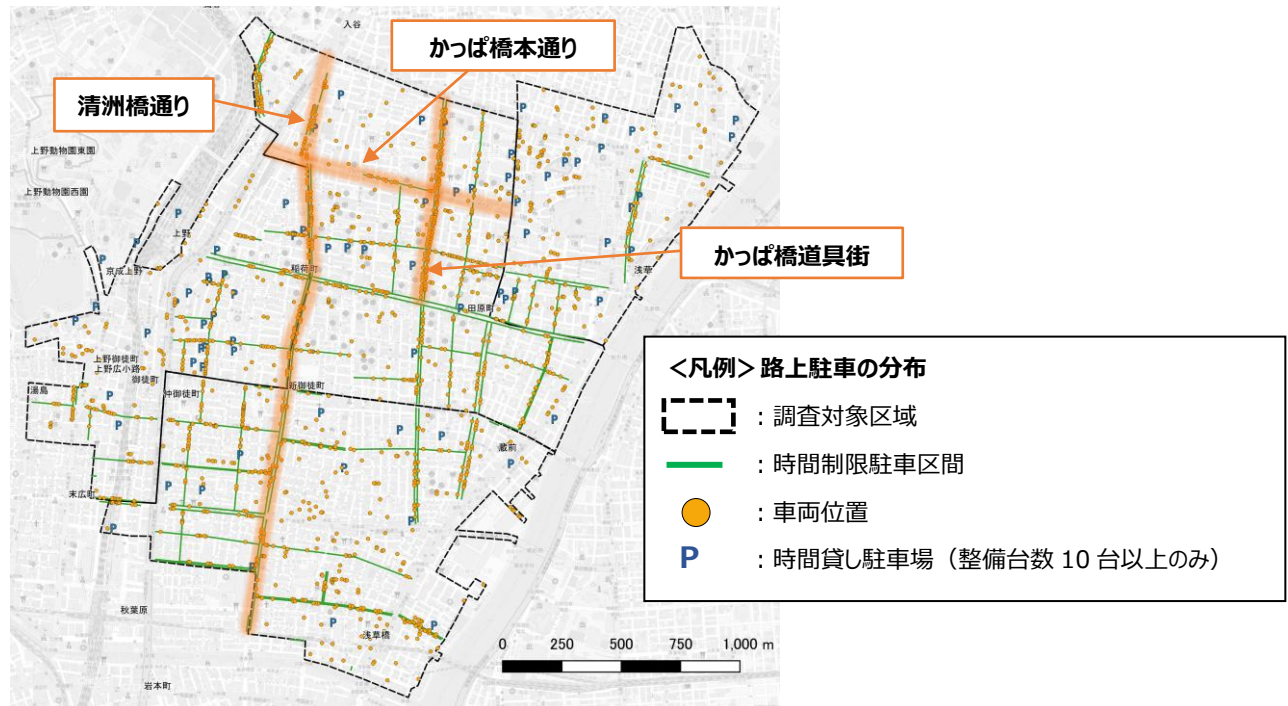 入谷
かっぱ橋本通り
清洲橋通り
上野動物園東園
上野動物園西園
上野
京成上野
稲荷町
かっぱ橋道具街
浅草
田原町
上野御徒町
上野広小路
御徒町
湯島
仲御徒町
新御徒町
蔵前
末広町
秋葉原
浅草橋
岩本町
0 250 500 750 1,000 m
<凡例> 路上駐車の分布
：調査対象区域
：時間制限駐車区間
：車両位置
P ：時間貸し駐車場（整備台数 10 台以上のみ）